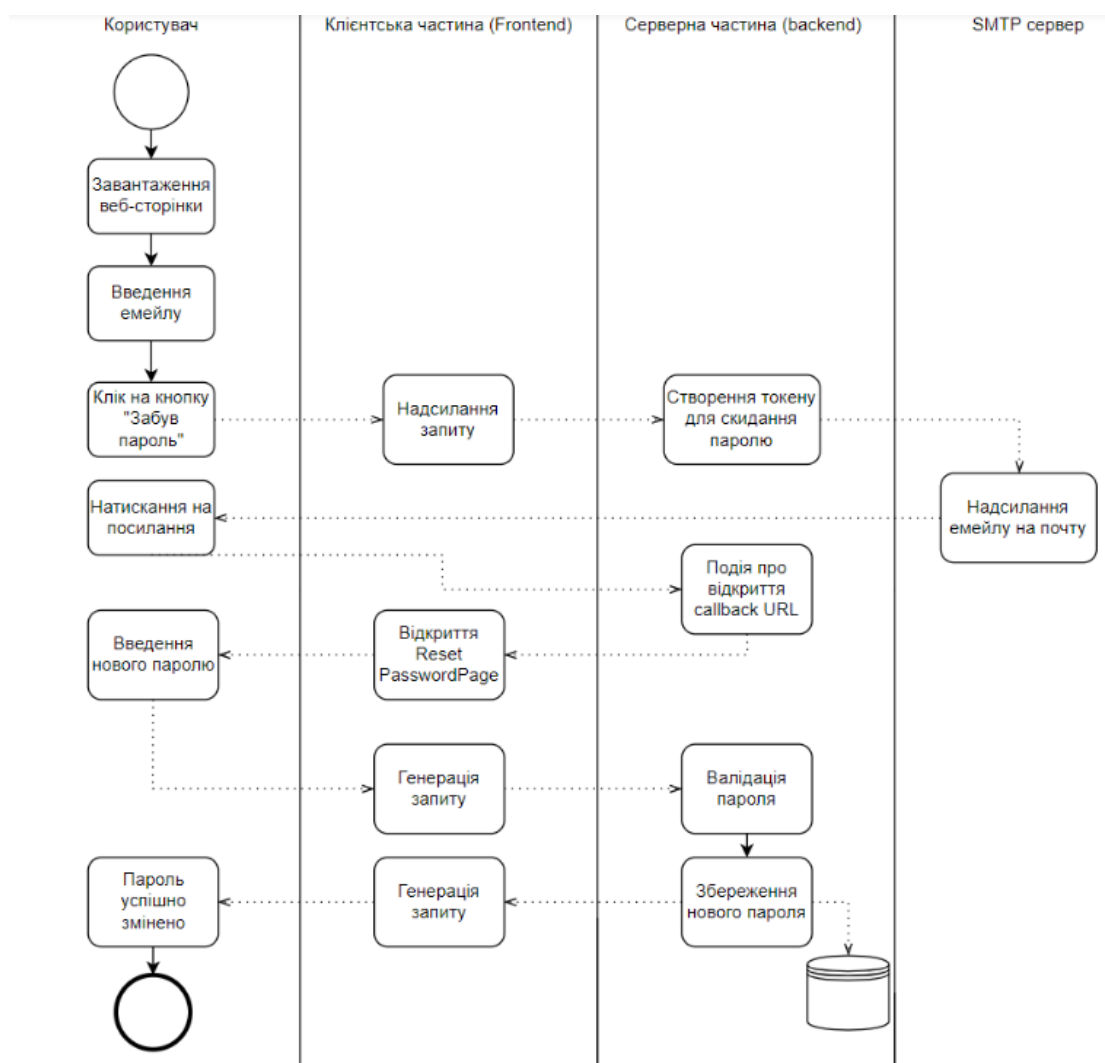 Користувач
Клієнтська частина (Frontend)
Серверна частина (backend)
SMTP сервер
Завантаження
веб-сторінки
Введення
емейлу
Клік на кнопку
"Забув
пароль"
Надсилання
запиту
Створення токену
для скидання
паролю
Натискання на
посилання
Надсилання
емейлу на почту
Подія про
відкриття
callback URL
Введення
нового паролю
Відкриття
Reset
PasswordPage
Генерація
запиту
Валідація
пароля
Пароль
успішно
змінено
Генерація
запиту
Збереження
нового пароля